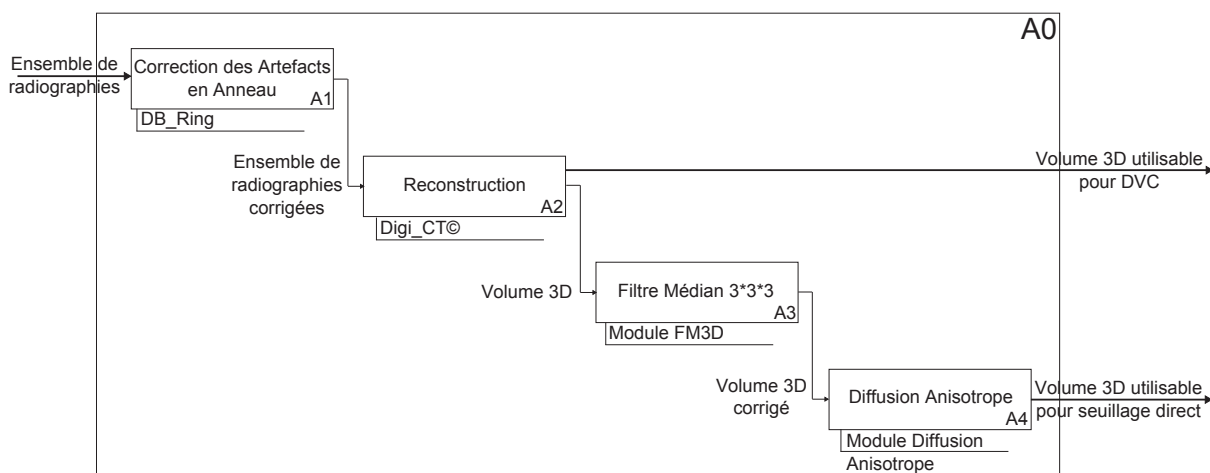 A0
Ensemble de
radiographies
Correction des Artefacts
en Anneau
A1
DB_Ring
Ensemble de
radiographies
corrigées
Reconstruction
A2
Digi_CT©
Volume 3D utilisable
pour DVC
Volume 3D
Filtre Médian 3*3*3
A3
Module FM3D
Volume 3D
corrigé
Diffusion Anisotrope
A4
Module Diffusion
Anisotrope
Volume 3D utilisable
pour seuillage direct